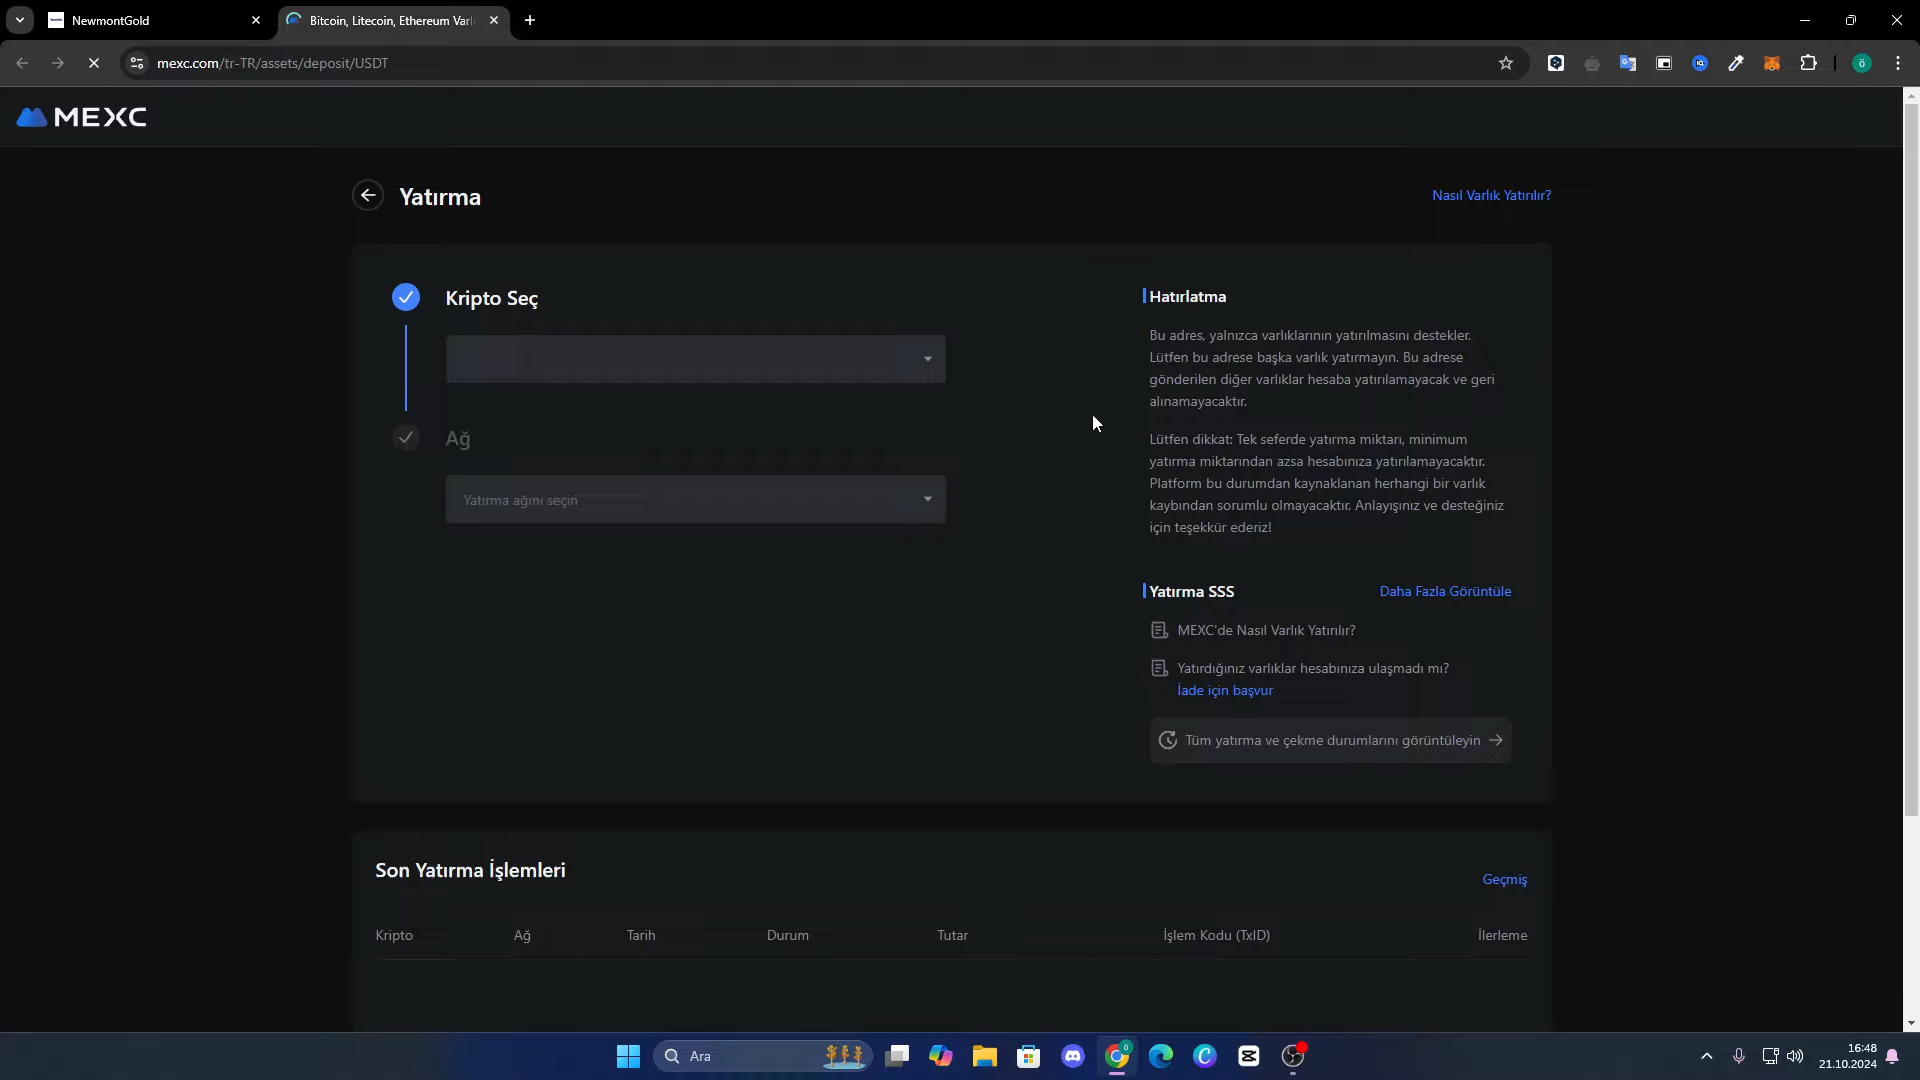 NewmontGold
Bitcoin, Litecoin, Ethereum Varl
mexc.com/tr-TR/assets/deposit/USDT
ö
MEXC
Yatırma
Nasıl Varlık Yatırılır?
Kripto Seç
Ağ
Yatırma ağını seçin
Hatırlatma
Bu adres, yalnızca varlıklarının yatırılmasını destekler.
Lütfen bu adrese başka varlık yatırmayın. Bu adrese
gönderilen diğer varlıklar hesaba yatırılamayacak ve geri
alınamayacaktır.
Lütfen dikkat: Tek seferde yatırma miktarı, minimum
yatırma miktarından azsa hesabınıza yatırılamayacaktır.
Platform bu durumdan kaynaklanan herhangi bir varlık
kaybından sorumlu olmayacaktır. Anlayışınız ve desteğiniz
için teşekkür ederiz!
Yatırma SSS
Daha Fazla Görüntüle
MEXC'de Nasıl Varlık Yatırılır?
Yatırdığınız varlıklar hesabınıza ulaşmadı mı?
İade için başvur
Tüm yatırma ve çekme durumlarını görüntüleyin
Son Yatırma İşlemleri
Geçmiş
Kripto Ağ Tarih Durum Tutar İşlem Kodu (TxID) İlerleme
Ara
16:48
21.10.2024